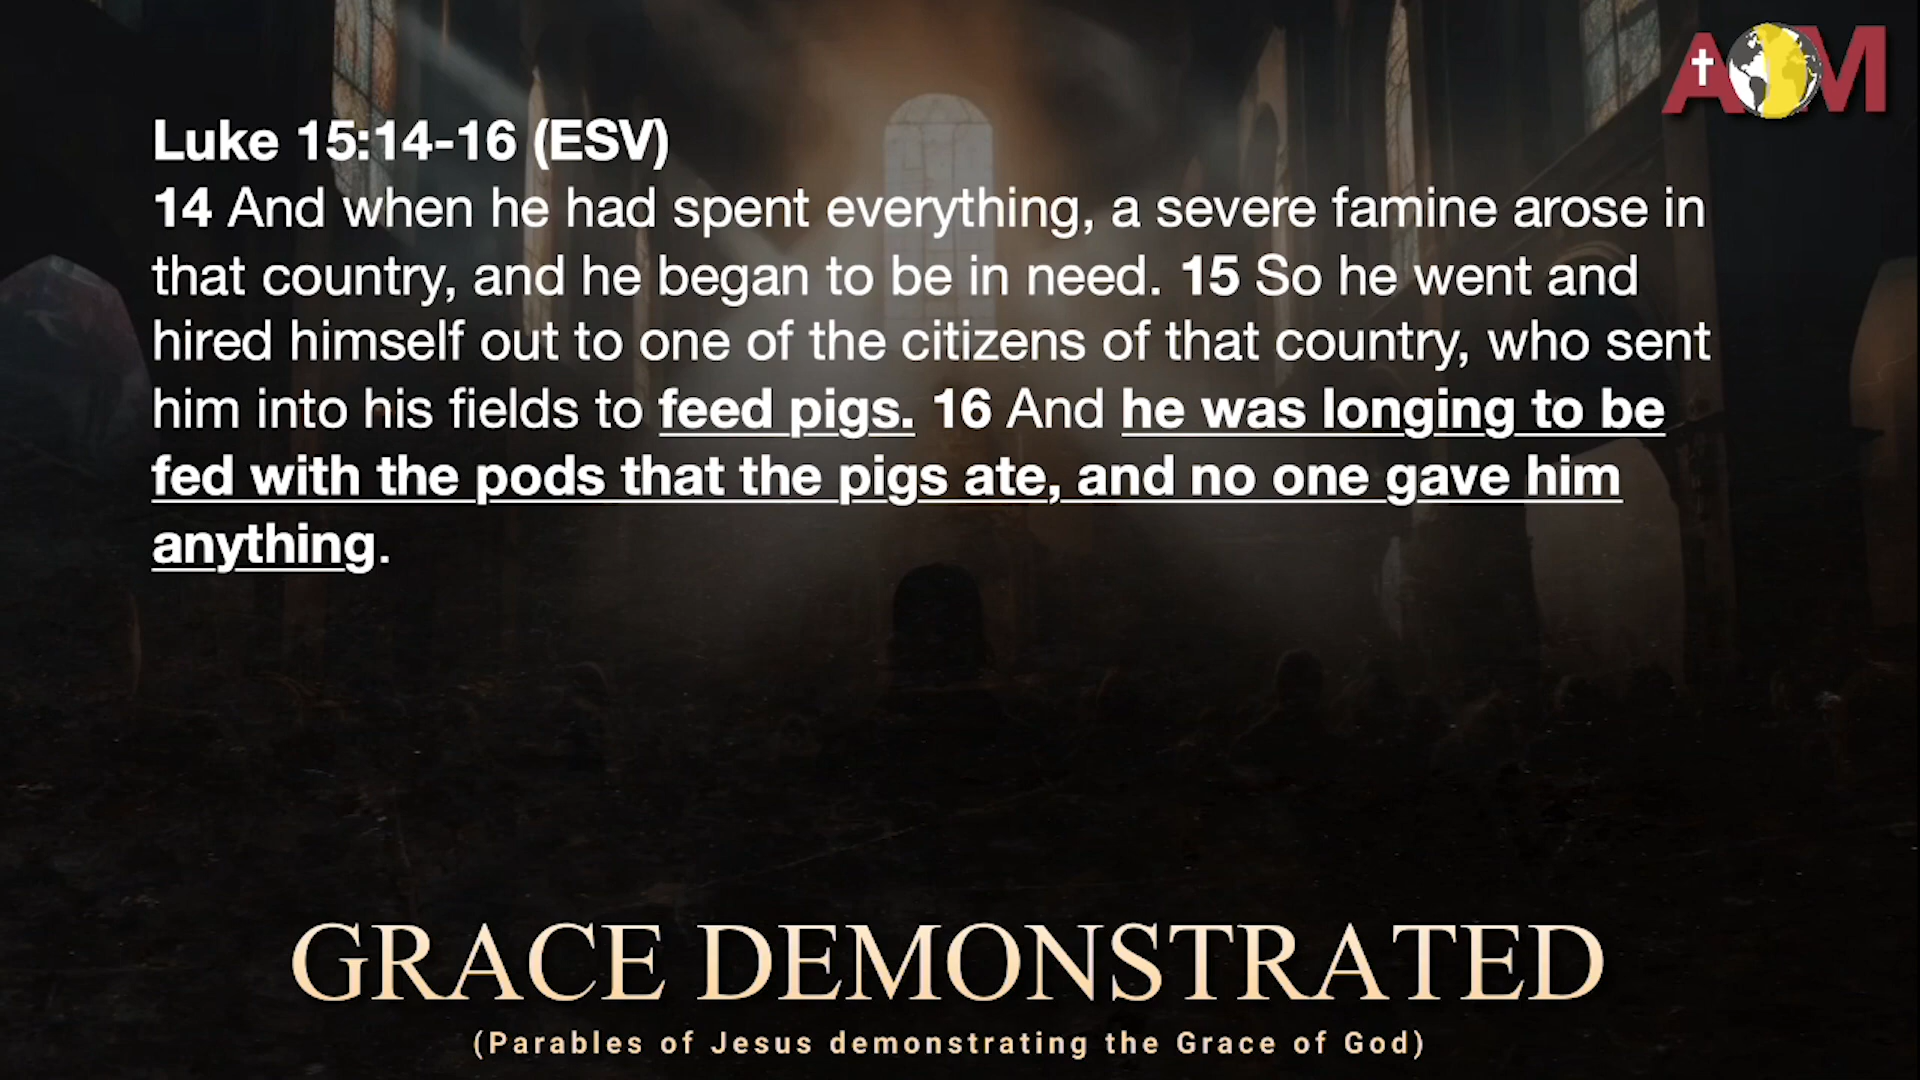 AOM
Luke 15:14-16 (ESV)
14 And when he had spent everything, a severe famine arose in
that country, and he began to be in need. 15 So he went and
hired himself out to one of the citizens of that country, who sent
him into his fields to feed pigs. 16 And he was longing to be
fed with the pods that the pigs ate, and no one gave him
anything.
GRACE DEMONSTRATED
(Parables of Jesus demonstrating the Grace of God)